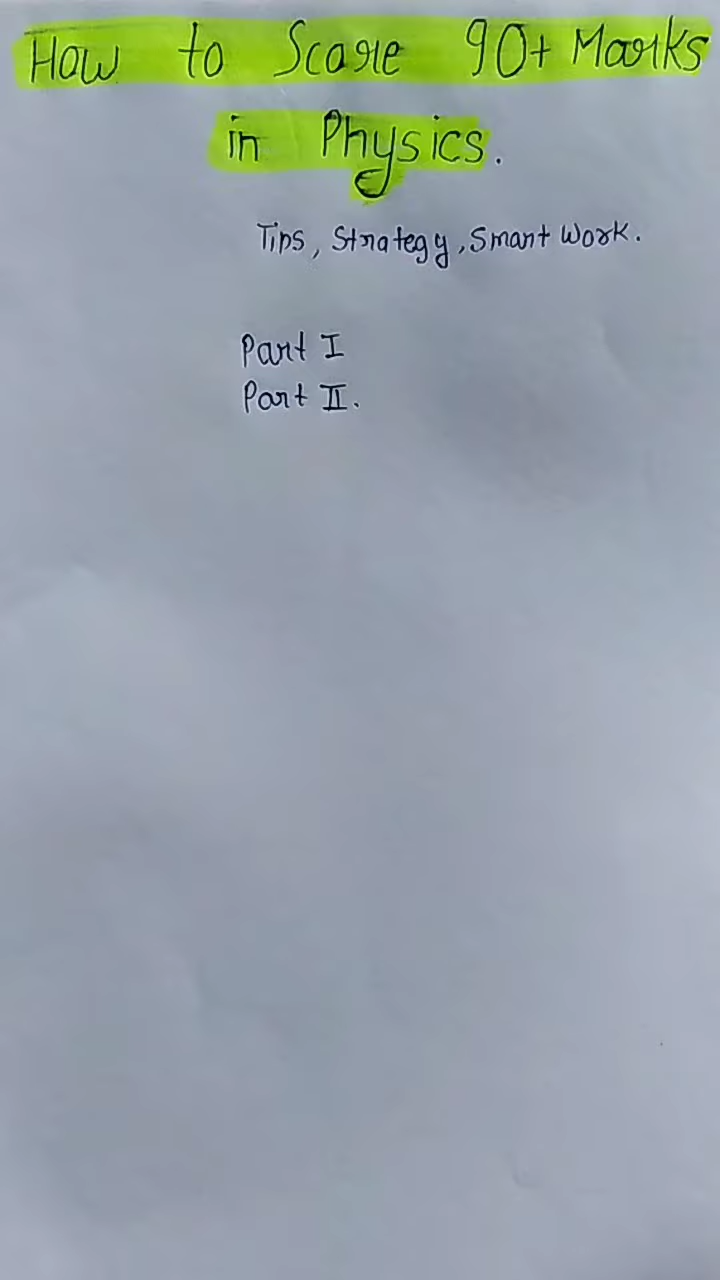 How to Score 90+ Marks
in Physics.
Tips, Strategy, Smart Work.
Part I
Part II.